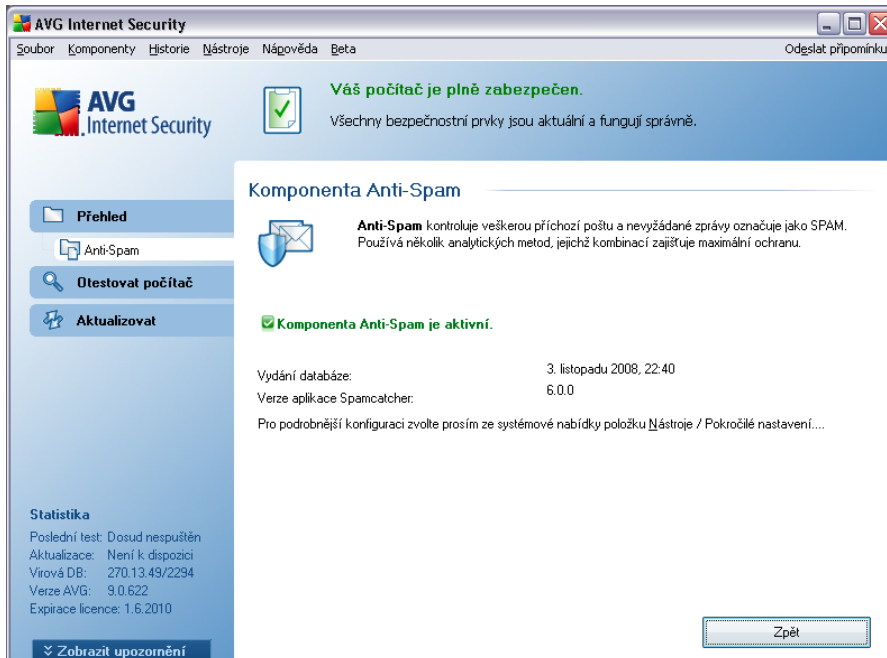 AVG Internet Security
Soubor Komponenty Historie Nástroje Nápověda Beta Odeslat připomínku
AVG
Internet Security
Váš počítač je plně zabezpečen.
Všechny bezpečnostní prvky jsou aktuální a fungují správně.
Přehled
Anti-Spam
Otestovat počítač
Aktualizovat
Komponenta Anti-Spam
Anti-Spam kontroluje veškerou příchozí poštu a nevyžádané zprávy označuje jako SPAM.
Používá několik analytických metod, jejichž kombinací zajišťuje maximální ochranu.
Komponenta Anti-Spam je aktivní.
Vydání databáze: 3. listopadu 2008, 22:40
Verze aplikace Spamcatcher: 6.0.0
Pro podrobnější konfiguraci zvolte prosím ze systémové nabídky položku Nástroje / Pokročilé nastavení....
Statistika
Poslední test: Dosud nespuštěn
Aktualizace: Není k dispozici
Virová DB: 270.13.49/2294
Verze AVG: 9.0.622
Expirace licence: 1.6.2010
Zobrazit upozornění
Zpět